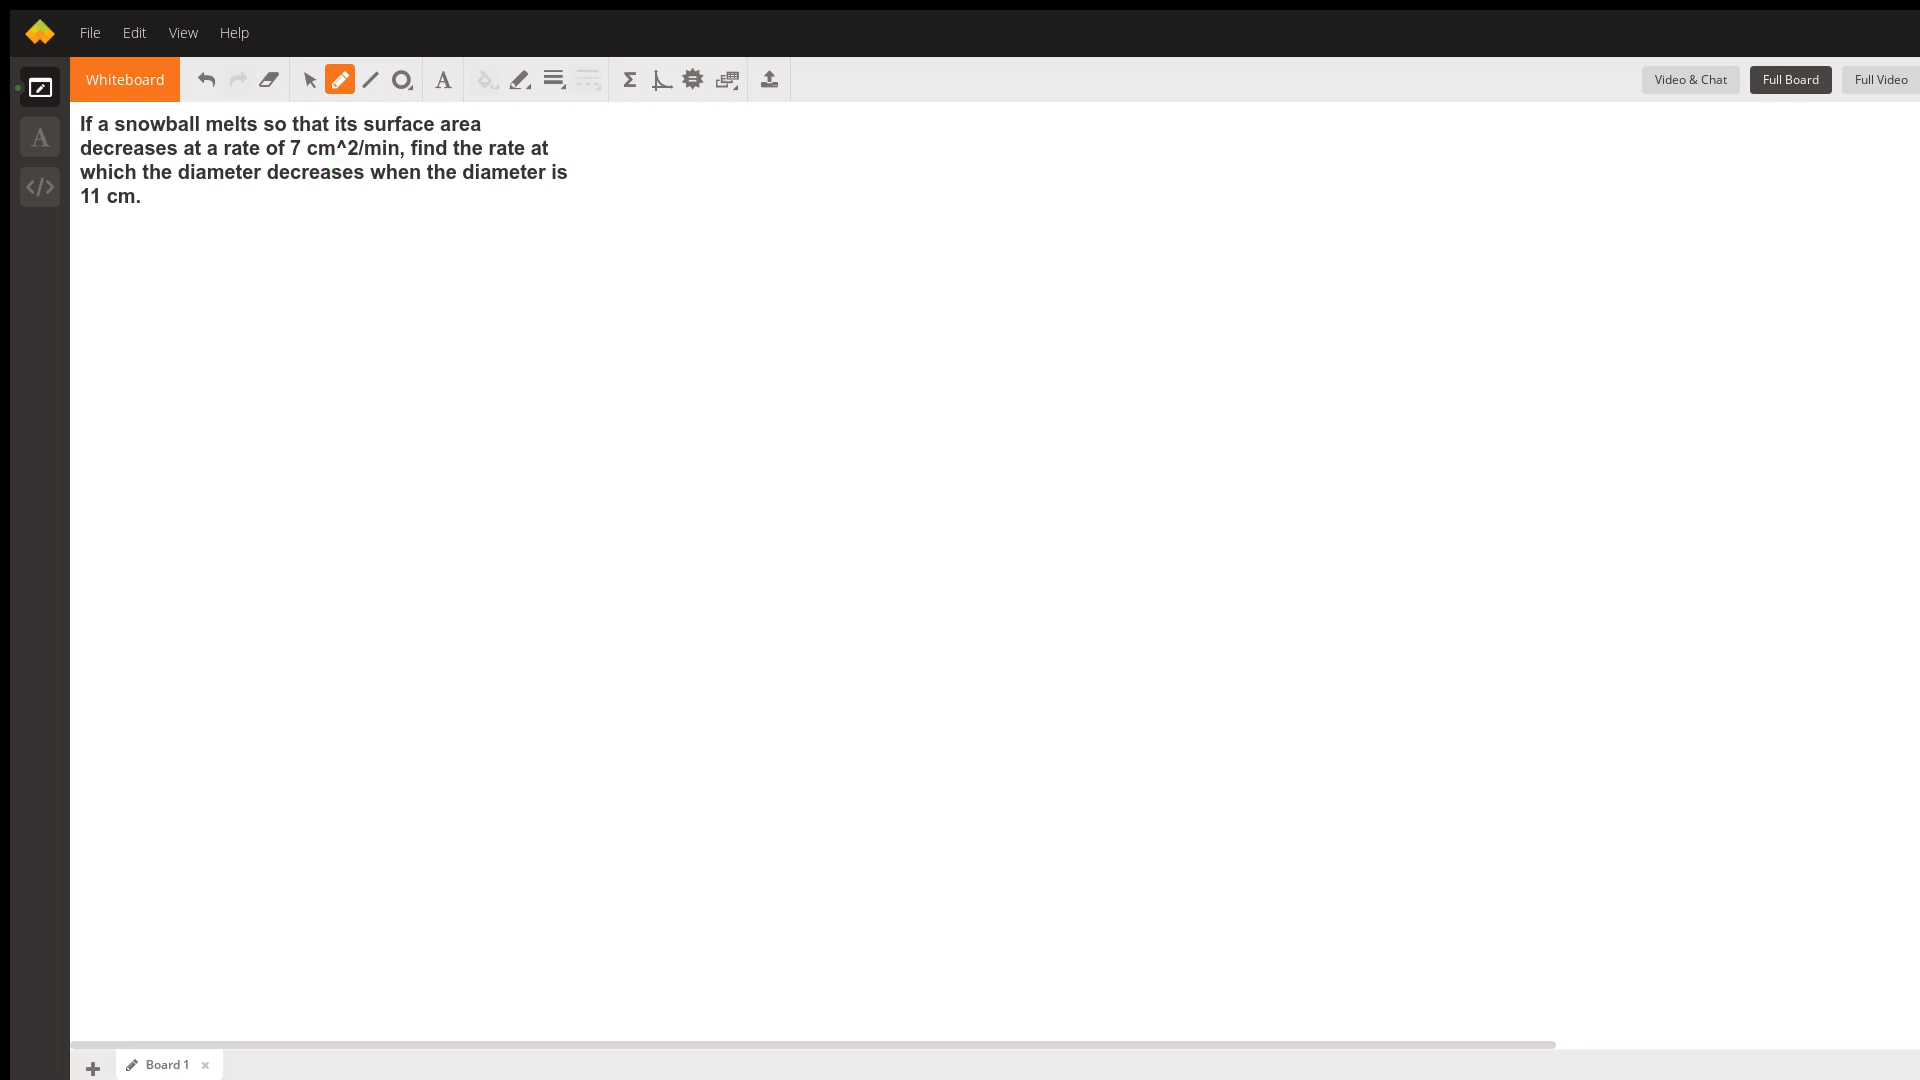 File Edit View Help
Whiteboard
Video & Chat Full Board Full Video
If a snowball melts so that its surface area
decreases at a rate of 7 cm^2/min, find the rate at
which the diameter decreases when the diameter is
11 cm.
Board 1